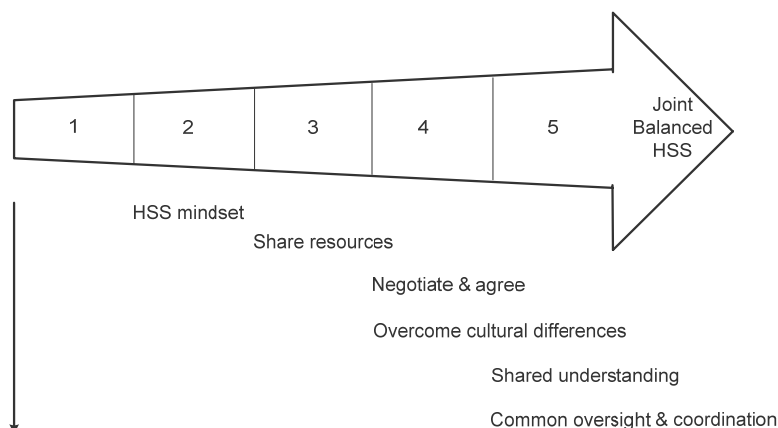 1
2
3
4
5
Joint
Balanced
HSS
HSS mindset
Share resources
Negotiate & agree
Overcome cultural differences
Shared understanding
Common oversight & coordination